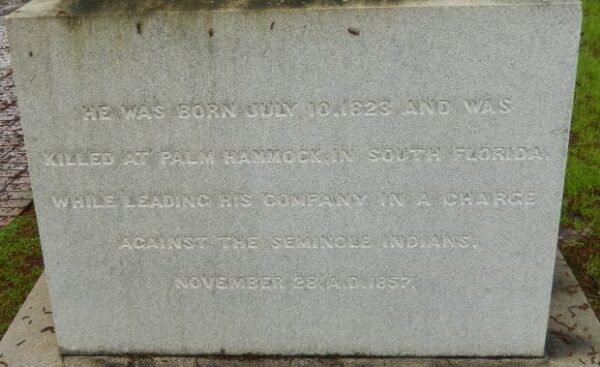 HE WAS BORN JULY 10.1823 AND WAS
KILLED AT PALM HAMMOCK.IN SOUTH FLORIDA.
WHILE LEADING HIS COMPANY IN A CHARGE
AGAINST THE SEMINOLE INDIANS.
NOVEMBER 28.A.D.1857.